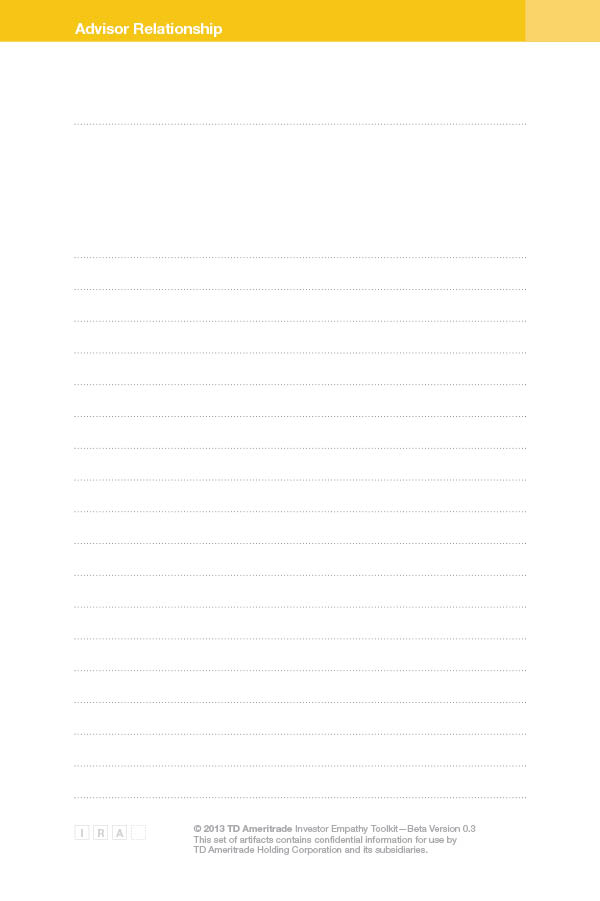 Advisor Relationship
I R A
© 2013 TD Ameritrade Investor Empathy Toolkit—Beta Version 0.3
This set of artifacts contains confidential information for use by
TD Ameritrade Holding Corporation and its subsidiaries.